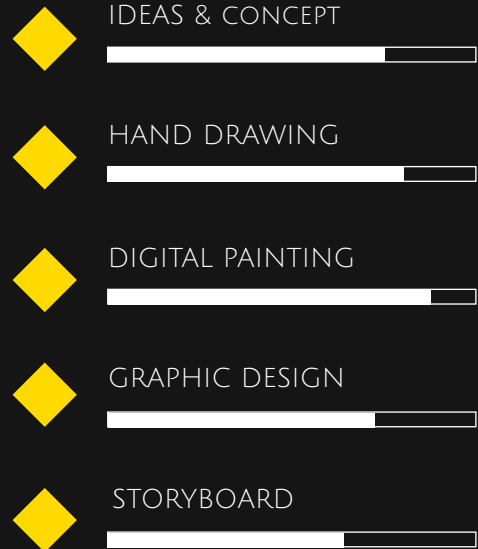 IDEAS & CONCEPT
HAND DRAWING
DIGITAL PAINTING
GRAPHIC DESIGN
STORYBOARD